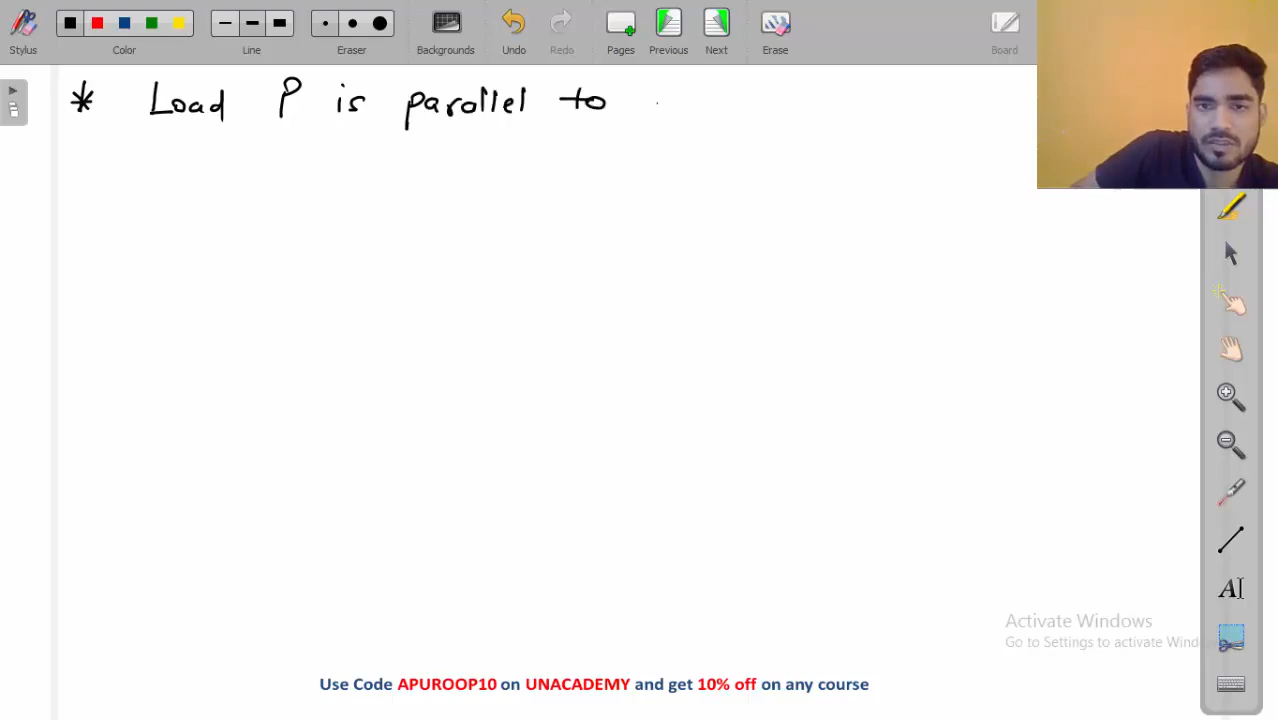 Stylus Color Line Eraser Backgrounds Undo Redo Pages Previous Next Erase Board
* Load P is parallel to
A
Activate Windows
Go to Settings to activate Wind
Use Code APUROOP10 on UNACADEMY and get 10% off on any course